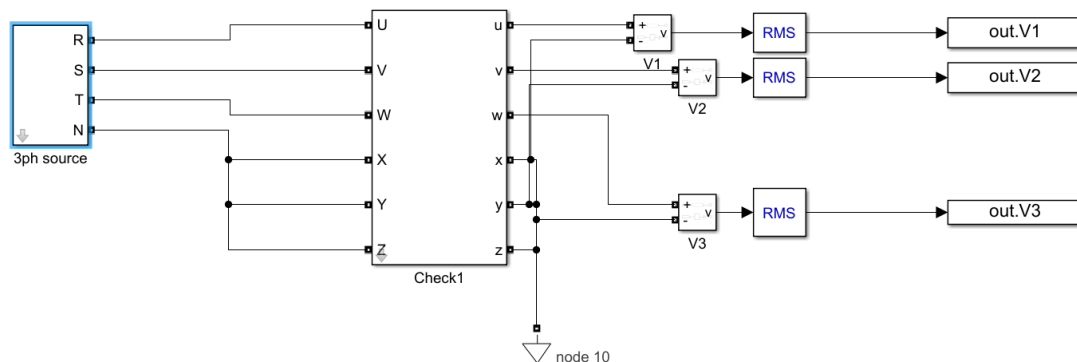 R
S
T
N
3ph source
U
V
W
X
Y
Z
u
v
w
x
y
z
Check1
+
-
v
V1
RMS
out.V1
+
-
v
V2
RMS
out.V2
+
-
v
V3
RMS
out.V3
node 10